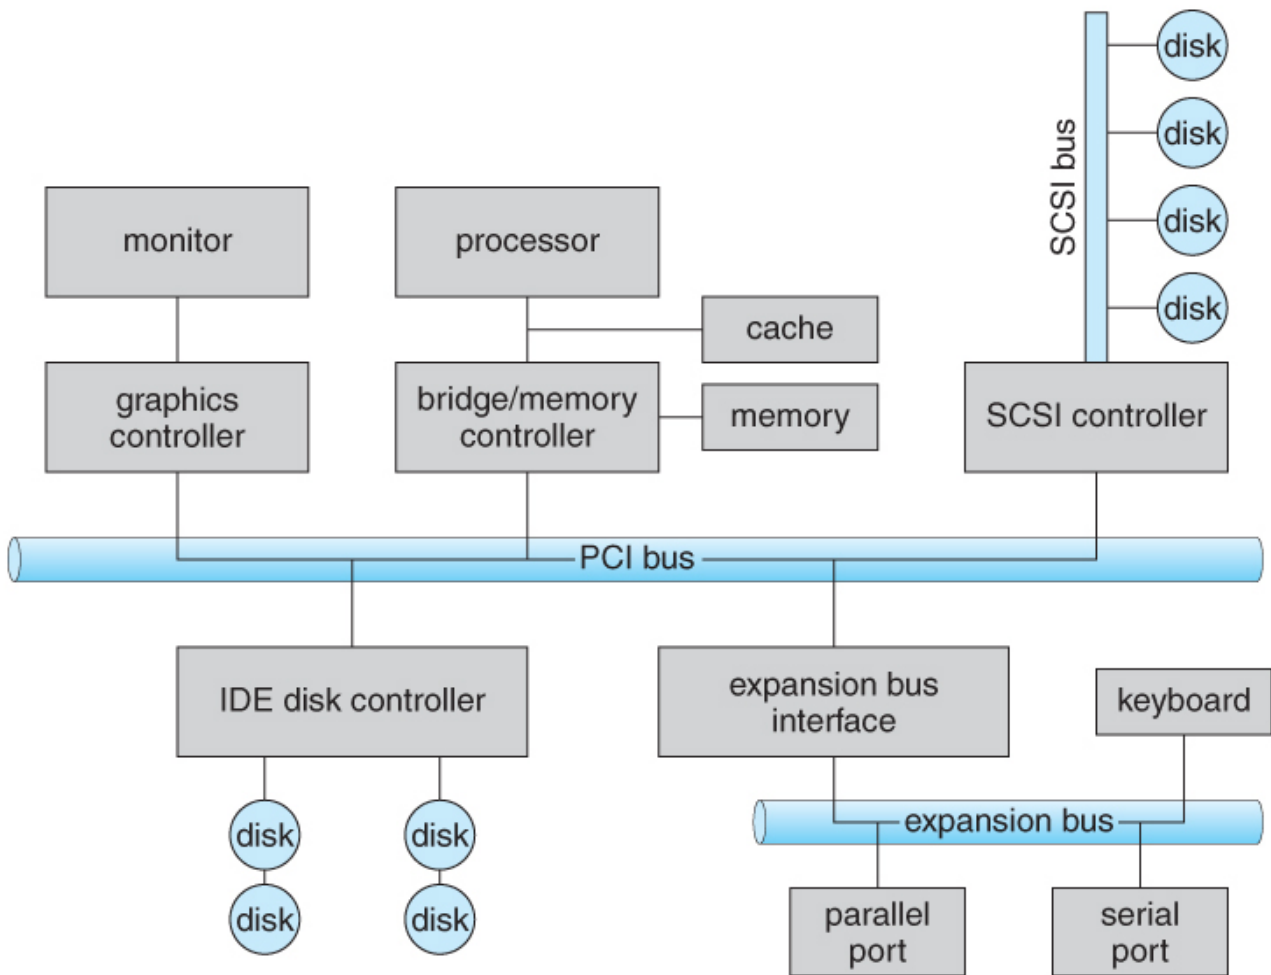 disk
disk
SCSI bus
disk
disk
monitor
processor
cache
graphics
controller
bridge/memory
controller
memory
SCSI controller
PCI bus
IDE disk controller
expansion bus
interface
keyboard
disk
disk
expansion bus
disk
disk
parallel
port
serial
port